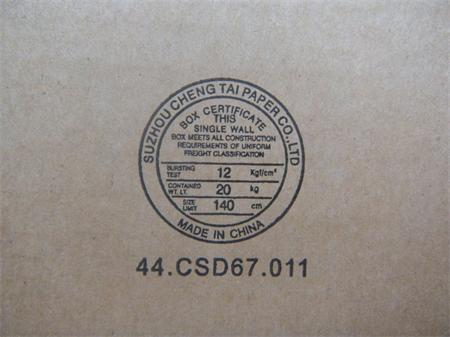 SUZHOU CHENG TAI PAPER CO.,LTD
BOX CERTIFICATE
THIS
SINGLE WALL
BOX MEETS ALL CONSTRUCTION
REQUIREMENTS OF UNIFORM
FREIGHT CLASSIFICATION
BURSTING TEST 12 Kgf/cm²
CONTAINED WT. LT. 20 kg
SIZE LIMIT 140 cm
MADE IN CHINA
44.CSD67.011